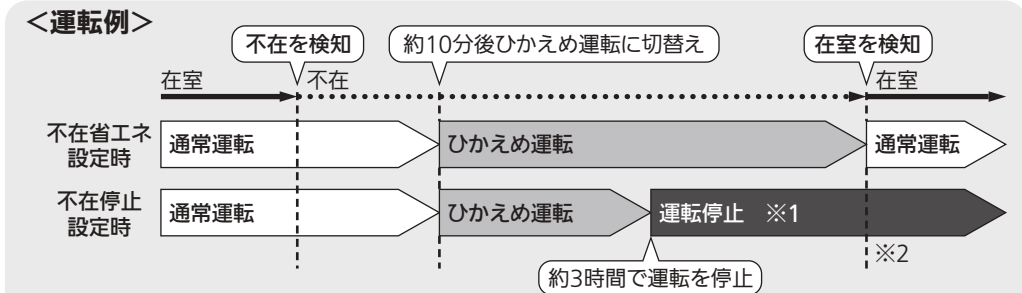 ＜運転例＞
不在を検知
約10分後ひかえめ運転に切替え
在室を検知
在室
不在
在室
不在省エネ
設定時
通常運転
ひかえめ運転
通常運転
不在停止
設定時
通常運転
ひかえめ運転
運転停止　※1
※2
約3時間で運転を停止